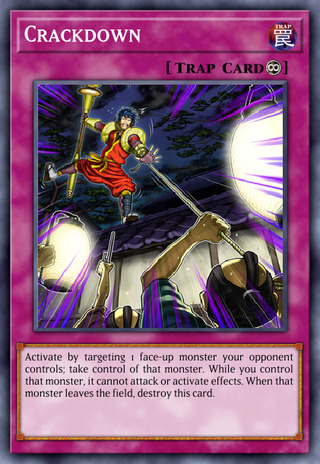 CRACKDOWN
TRAP
罠
[TRAP CARD]
Activate by targeting 1 face-up monster your opponent
controls; take control of that monster. While you control
that monster, it cannot attack or activate effects. When that
monster leaves the field, destroy this card.